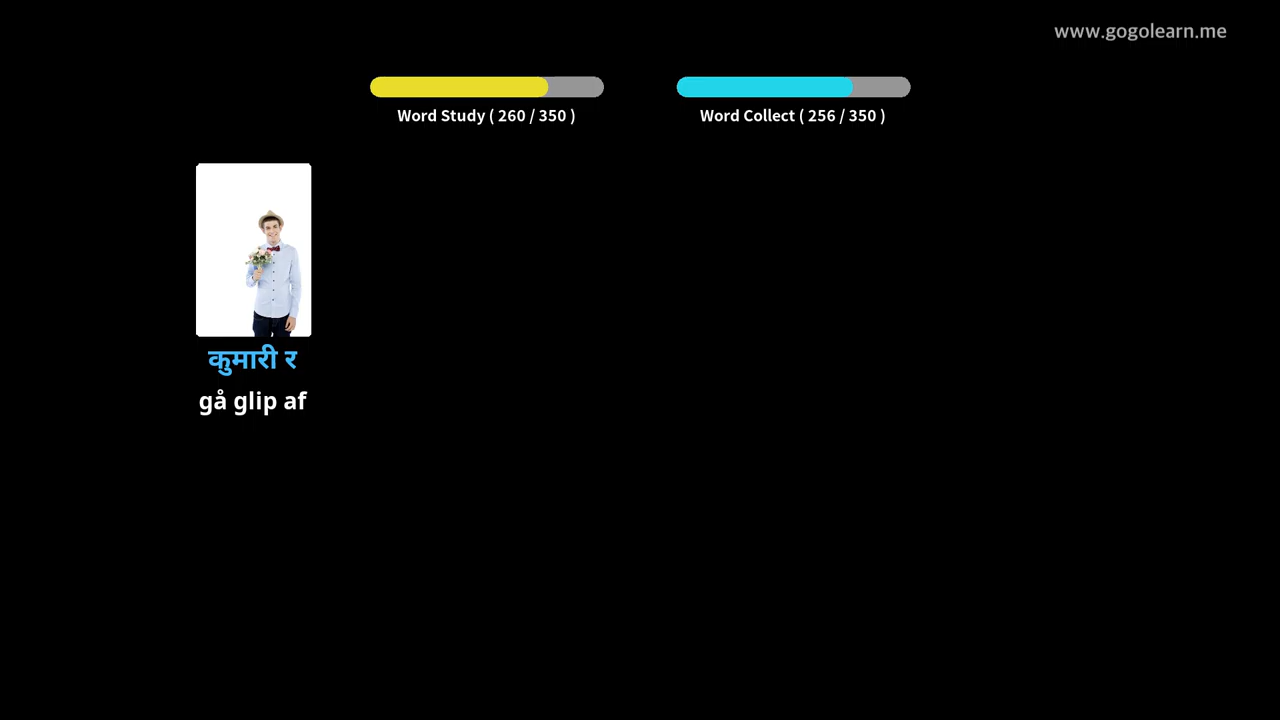 www.gogolearn.me
Word Study ( 260 / 350 )
Word Collect ( 256 / 350 )
कुमारी र
gå glip af